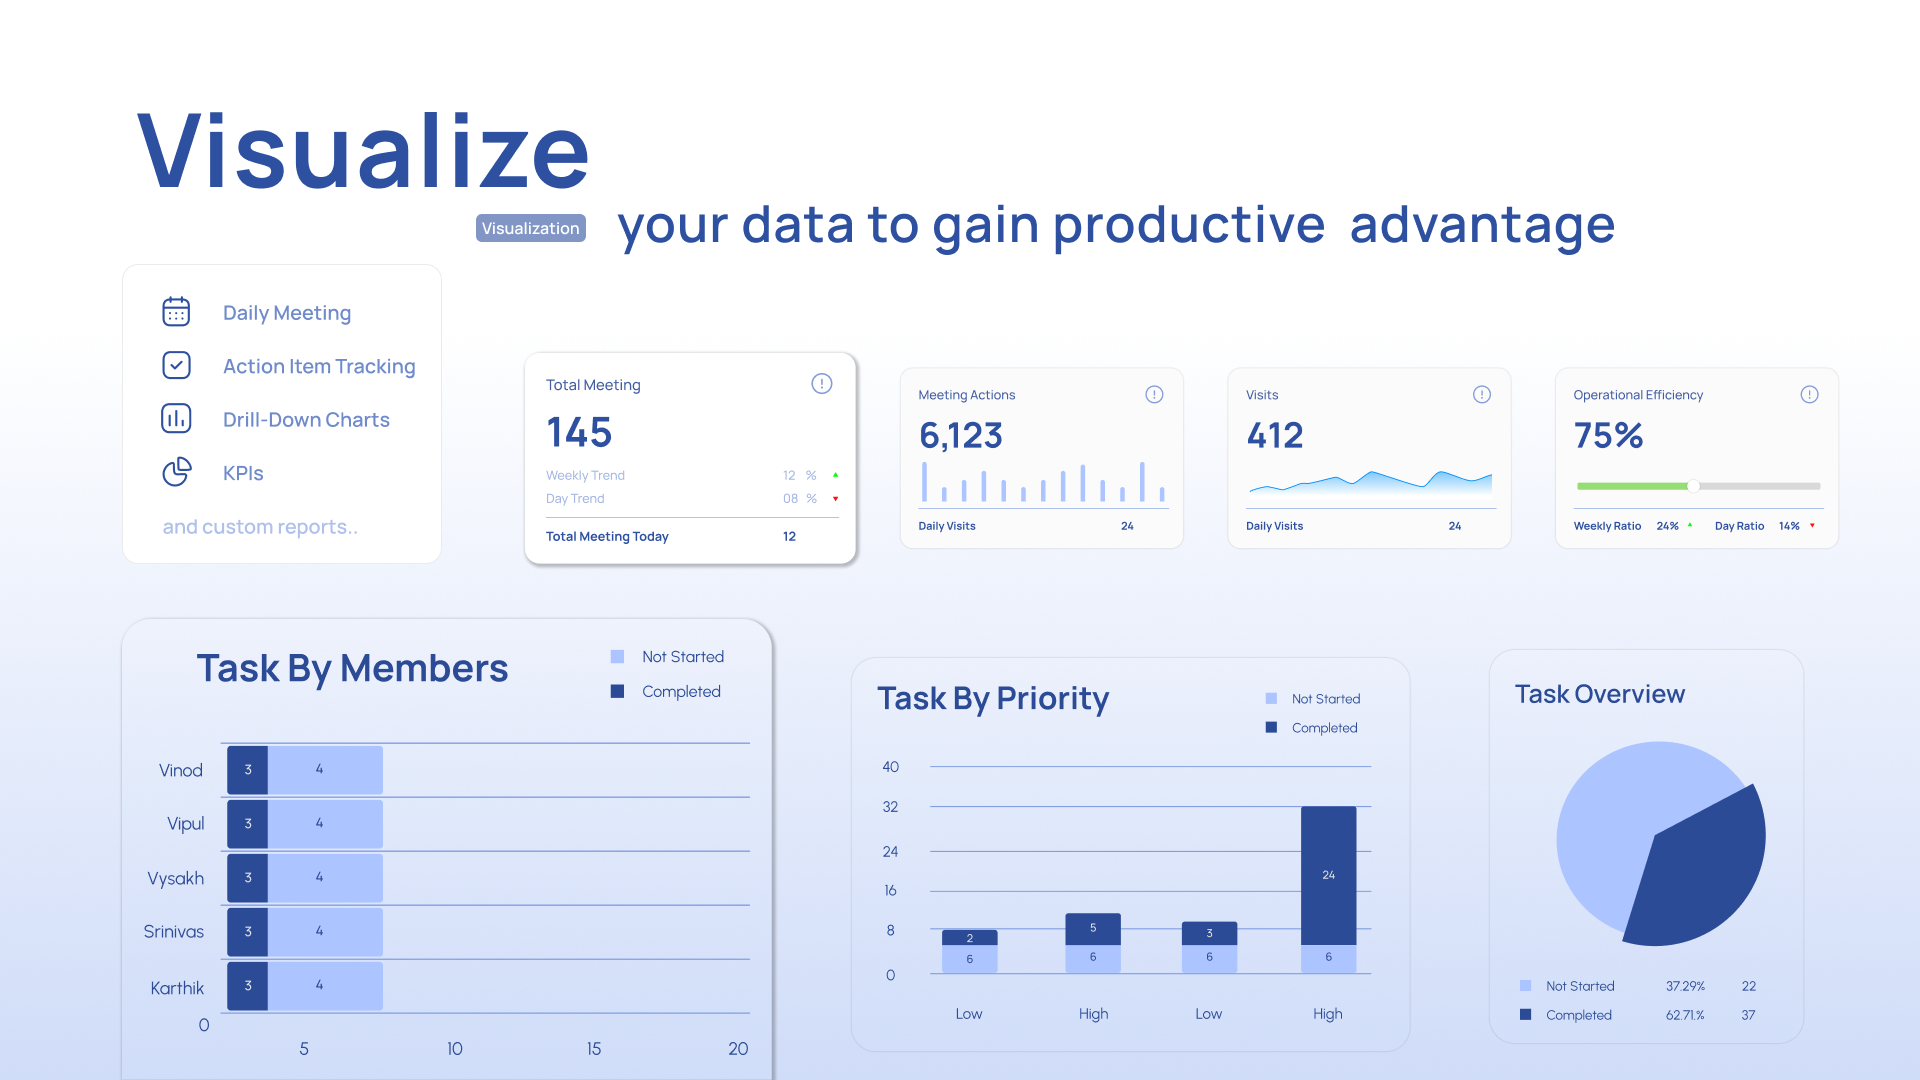 Visualize
Visualization
your data to gain productive advantage
Daily Meeting
Action Item Tracking
Drill-Down Charts
KPIs
and custom reports..
Total Meeting
145
Weekly Trend 12 %
Day Trend 08 %
Total Meeting Today 12
Meeting Actions
6,123
Daily Visits 24
Visits
412
Daily Visits 24
Operational Efficiency
75%
Weekly Ratio 24% Day Ratio 14%
Task By Members
Not Started
Completed
Vinod 3 4
Vipul 3 4
Vysakh 3 4
Srinivas 3 4
Karthik 3 4
0
5 10 15 20
Task By Priority
Not Started
Completed
40
32
24
16
8
0
2
6
5
6
3
6
24
6
Low High Low High
Task Overview
Not Started 37.29% 22
Completed 62.71.% 37